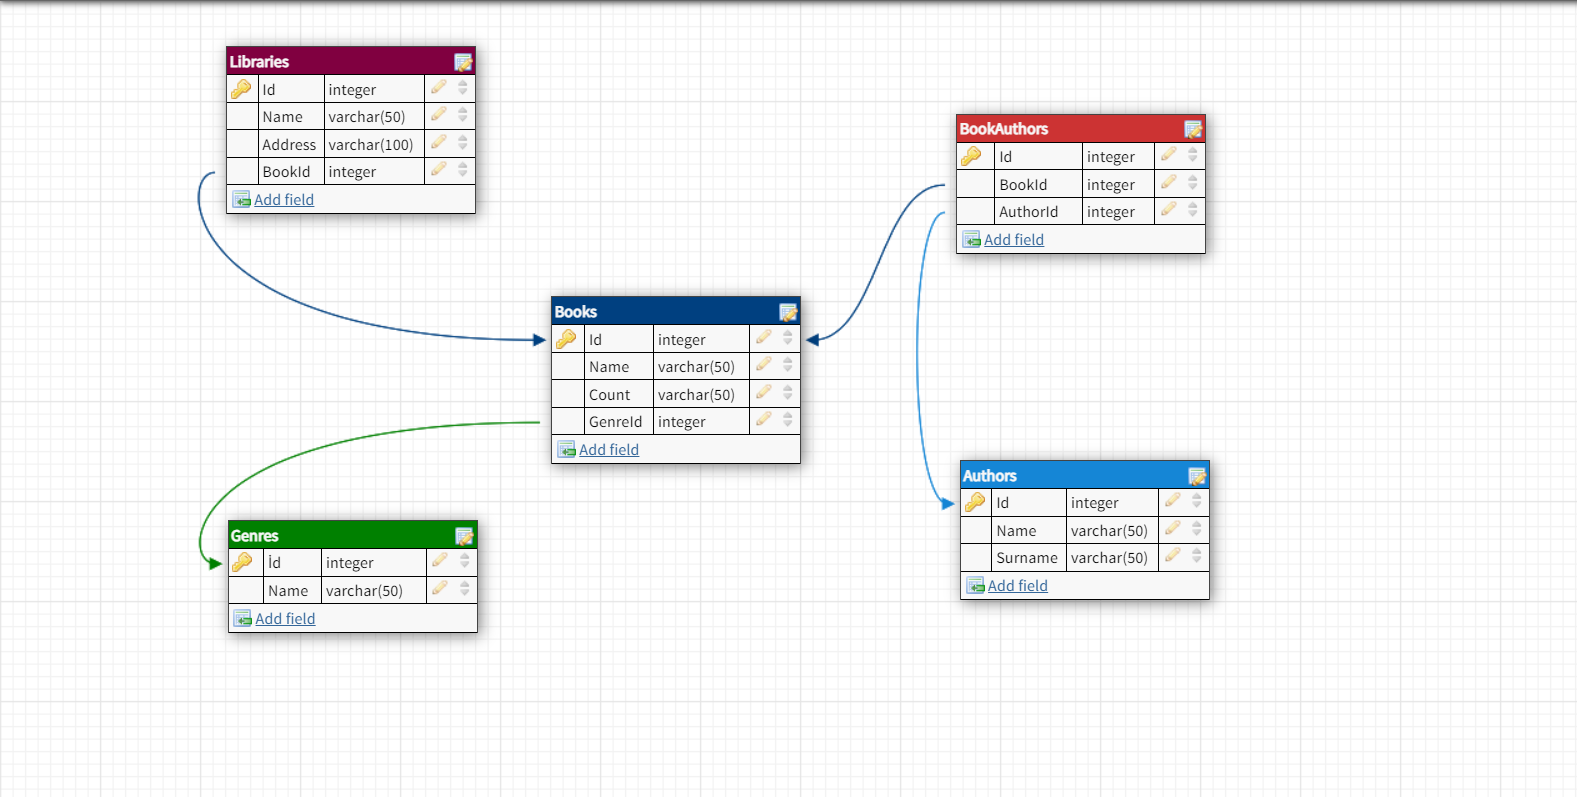 Libraries
Id integer
Name varchar(50)
Address varchar(100)
BookId integer
Add field
BookAuthors
Id integer
BookId integer
AuthorId integer
Add field
Books
Id integer
Name varchar(50)
Count varchar(50)
GenreId integer
Add field
Authors
Id integer
Name varchar(50)
Surname varchar(50)
Add field
Genres
İd integer
Name varchar(50)
Add field